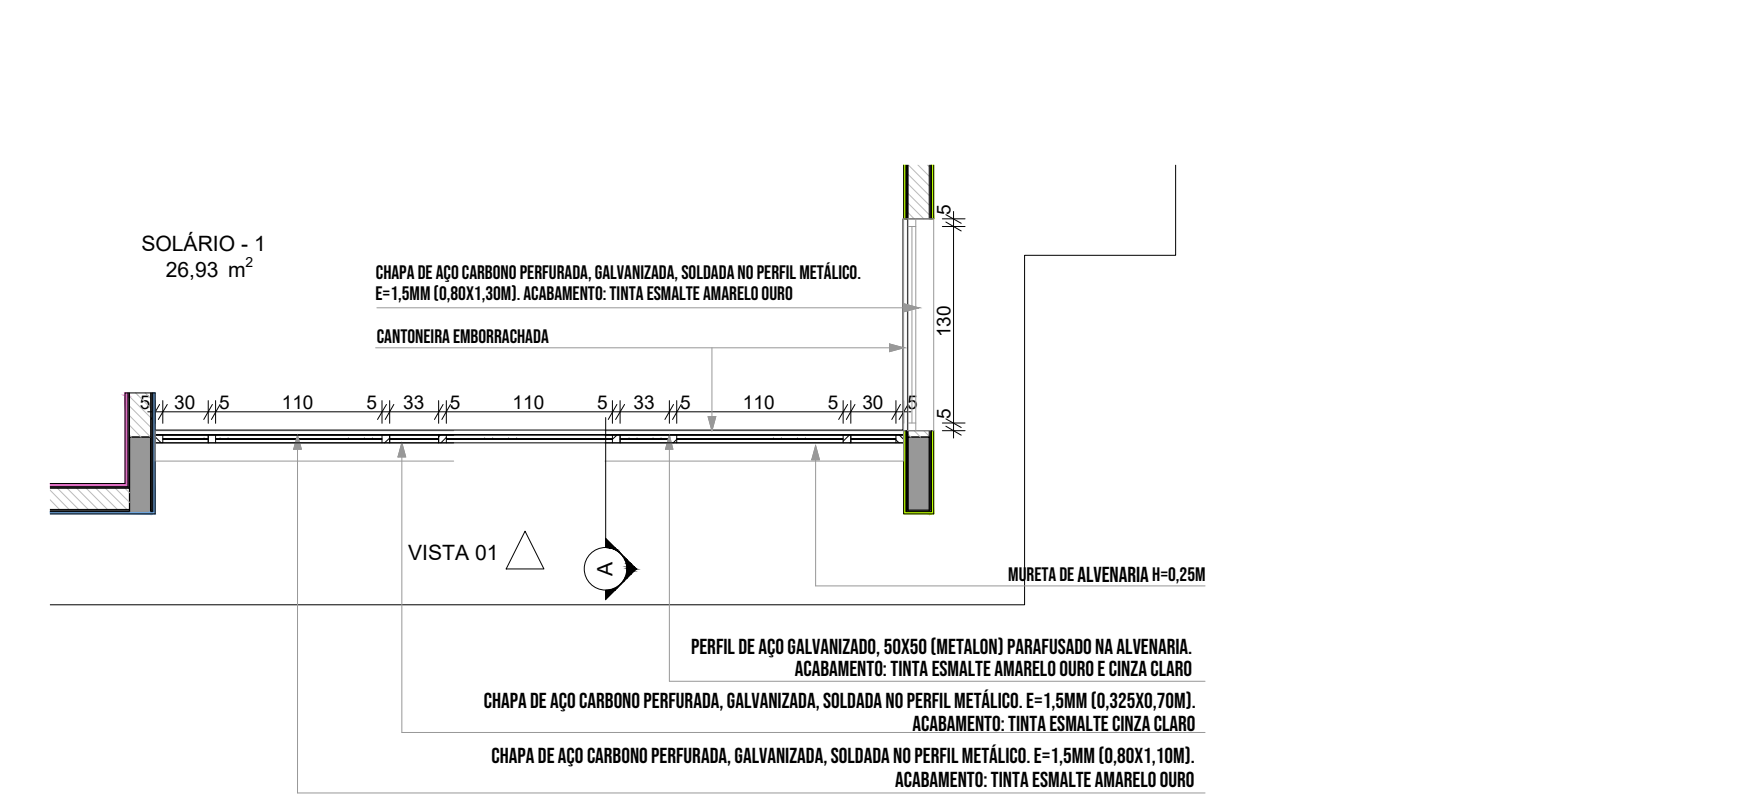 SOLÁRIO - 1
26,93 m²
CHAPA DE AÇO CARBONO PERFURADA, GALVANIZADA, SOLDADA NO PERFIL METÁLICO.
E=1,5MM (0,80X1,30M). ACABAMENTO: TINTA ESMALTE AMARELO OURO
CANTONEIRA EMBORRACHADA
5
130
5
5 30 5 110 5 33 5 110 5 33 5 110 5 30 5
VISTA 01
A
MURETA DE ALVENARIA H=0,25M
PERFIL DE AÇO GALVANIZADO, 50X50 (METALON) PARAFUSADO NA ALVENARIA.
ACABAMENTO: TINTA ESMALTE AMARELO OURO E CINZA CLARO
CHAPA DE AÇO CARBONO PERFURADA, GALVANIZADA, SOLDADA NO PERFIL METÁLICO. E=1,5MM (0,325X0,70M).
ACABAMENTO: TINTA ESMALTE CINZA CLARO
CHAPA DE AÇO CARBONO PERFURADA, GALVANIZADA, SOLDADA NO PERFIL METÁLICO. E=1,5MM (0,80X1,10M).
ACABAMENTO: TINTA ESMALTE AMARELO OURO